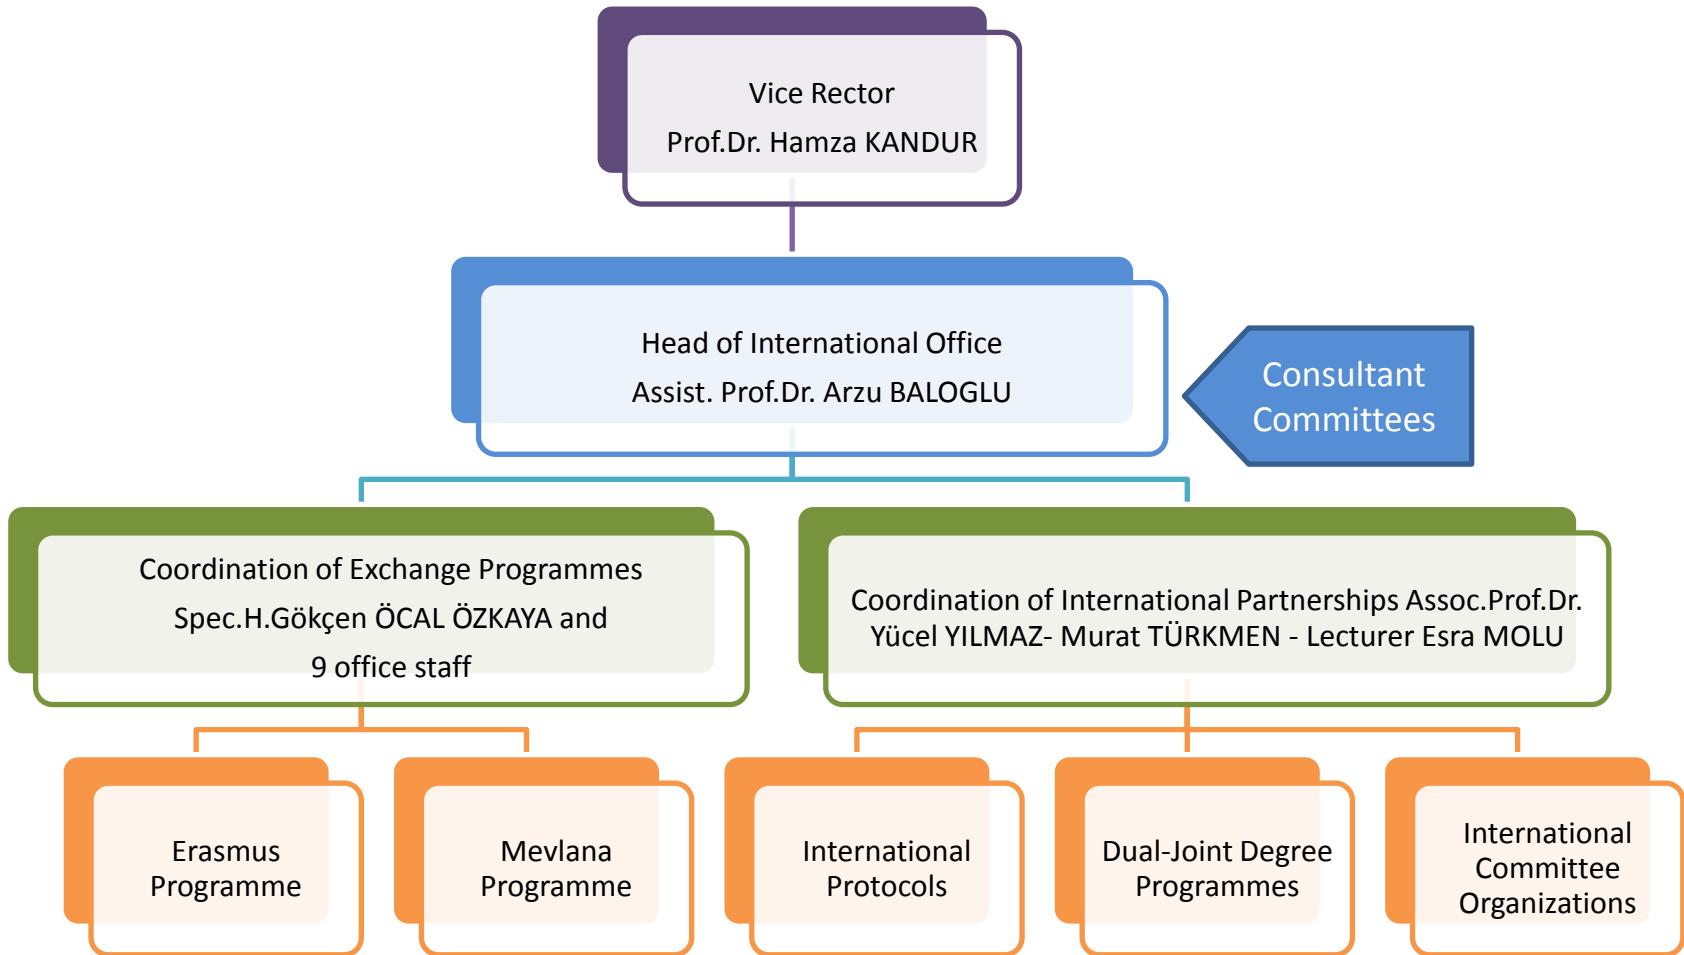 Vice Rector
Prof.Dr. Hamza KANDUR
Head of International Office
Assist. Prof.Dr. Arzu BALOGLU
Consultant
Committees
Coordination of Exchange Programmes
Spec.H.Gökçen ÖCAL ÖZKAYA and
9 office staff
Coordination of International Partnerships Assoc.Prof.Dr.
Yücel YILMAZ- Murat TÜRKMEN - Lecturer Esra MOLU
Erasmus
Programme
Mevlana
Programme
International
Protocols
Dual-Joint Degree
Programmes
International
Committee
Organizations